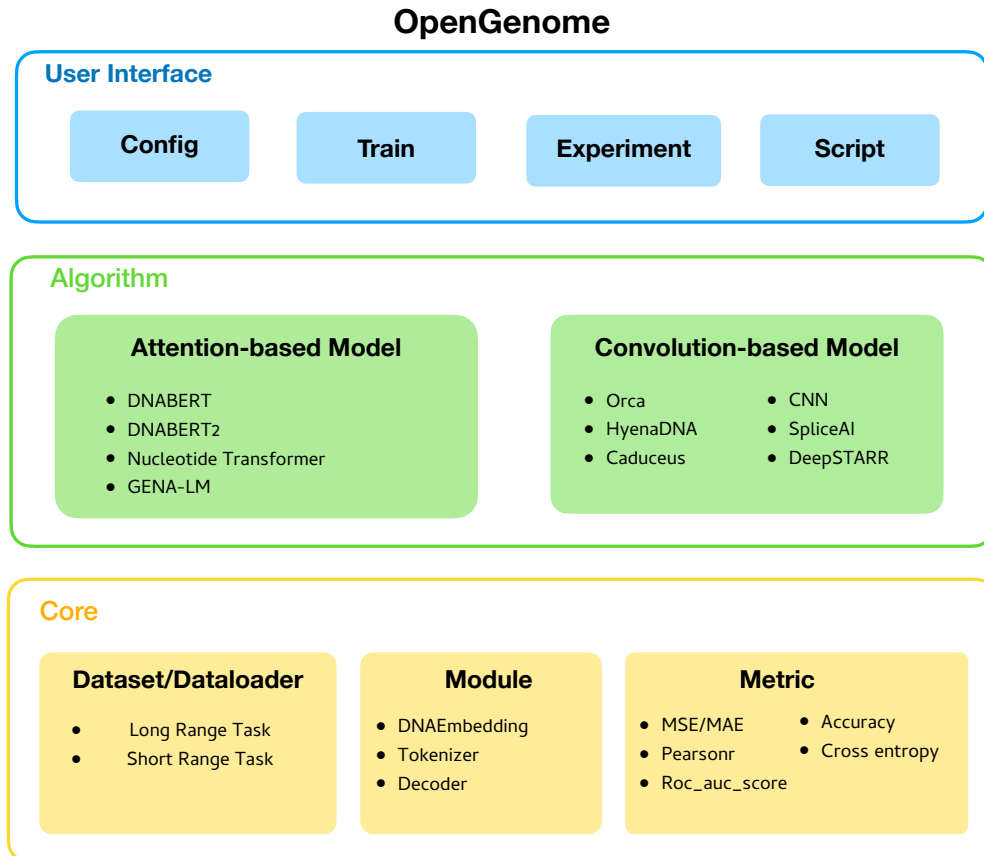 OpenGenome
User Interface
Config
Train
Experiment
Script
Algorithm
Attention-based Model
• DNABERT
• DNABERT2
• Nucleotide Transformer
• GENA-LM
Convolution-based Model
• Orca
• HyenaDNA
• Caduceus
• CNN
• SpliceAI
• DeepSTARR
Core
Dataset/Dataloader
• Long Range Task
• Short Range Task
Module
• DNAEmbedding
• Tokenizer
• Decoder
Metric
• MSE/MAE
• Pearsonr
• Roc_auc_score
• Accuracy
• Cross entropy